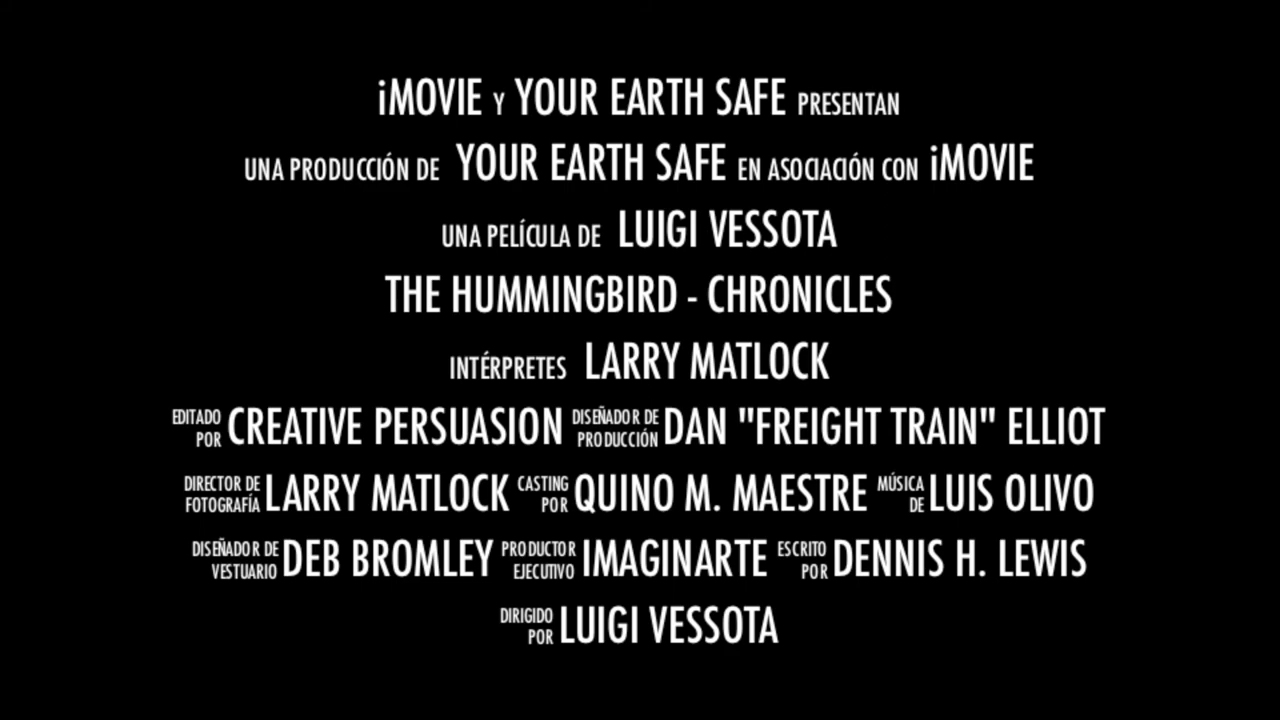 iMOVIE Y YOUR EARTH SAFE PRESENTAN
UNA PRODUCCIÓN DE YOUR EARTH SAFE EN ASOCIACIÓN CON iMOVIE
UNA PELÍCULA DE LUIGI VESSOTA
THE HUMMINGBIRD - CHRONICLES
INTÉRPRETES LARRY MATLOCK
EDITADO POR CREATIVE PERSUASION DISEÑADOR DE PRODUCCIÓN DAN "FREIGHT TRAIN" ELLIOT
DIRECTOR DE FOTOGRAFÍA LARRY MATLOCK CASTING POR QUINO M. MAESTRE MÚSICA DE LUIS OLIVO
DISEÑADOR DE VESTUARIO DEB BROMLEY PRODUCTOR EJECUTIVO IMAGINARTE ESCRITO POR DENNIS H. LEWIS
DIRIGIDO POR LUIGI VESSOTA